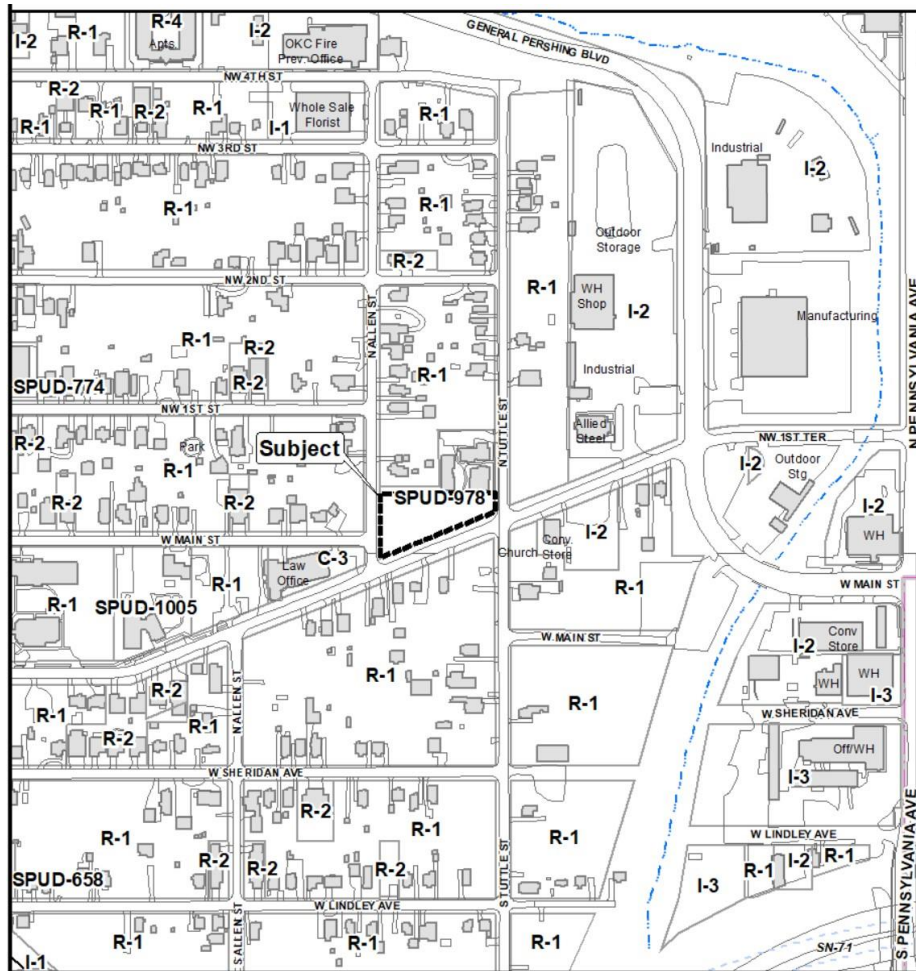 R-4
Apts.
I-2
R-1
I-2
OKC Fire
Prev. Office
GENERAL PERSHING BLVD
NW 4TH ST
R-2
R-1
R-2
R-1
R-1
I-1
Whole Sale
Florist
R-1
NW 3RD ST
Industrial
I-2
R-1
R-1
Outdoor
Storage
R-2
NW 2ND ST
N ALLEN ST
R-1
WH
Shop
I-2
Manufacturing
N PENNSYLVANIA AVE
R-1
R-2
R-1
Industrial
SPUD-774
R-2
NW 1ST ST
N TUTTLE ST
Allied
Steel
NW 1ST TER
R-2
Park
R-1
Subject
I-2
Outdoor
Stg
R-2
R-2
SPUD-978
I-2
W MAIN ST
I-2
WH
Church
Conv.
Store
C-3
Law
Office
R-1
R-1
SPUD-1005
R-1
W MAIN ST
W MAIN ST
I-2
Conv
Store
N ALLEN ST
R-1
R-2
R-1
R-1
R-2
R-1
WH
WH
I-3
W SHERIDAN AVE
Off/WH
W SHERIDAN AVE
I-3
R-2
R-1
R-1
R-1
S TUTTLE ST
W LINDLEY AVE
R-2
R-2
R-2
SPUD-658
I-3
R-1
I-2
R-1
S PENNSYLVANIA AVE
W LINDLEY AVE
S ALLEN ST
R-1
R-1
R-1
SN-71
I-1